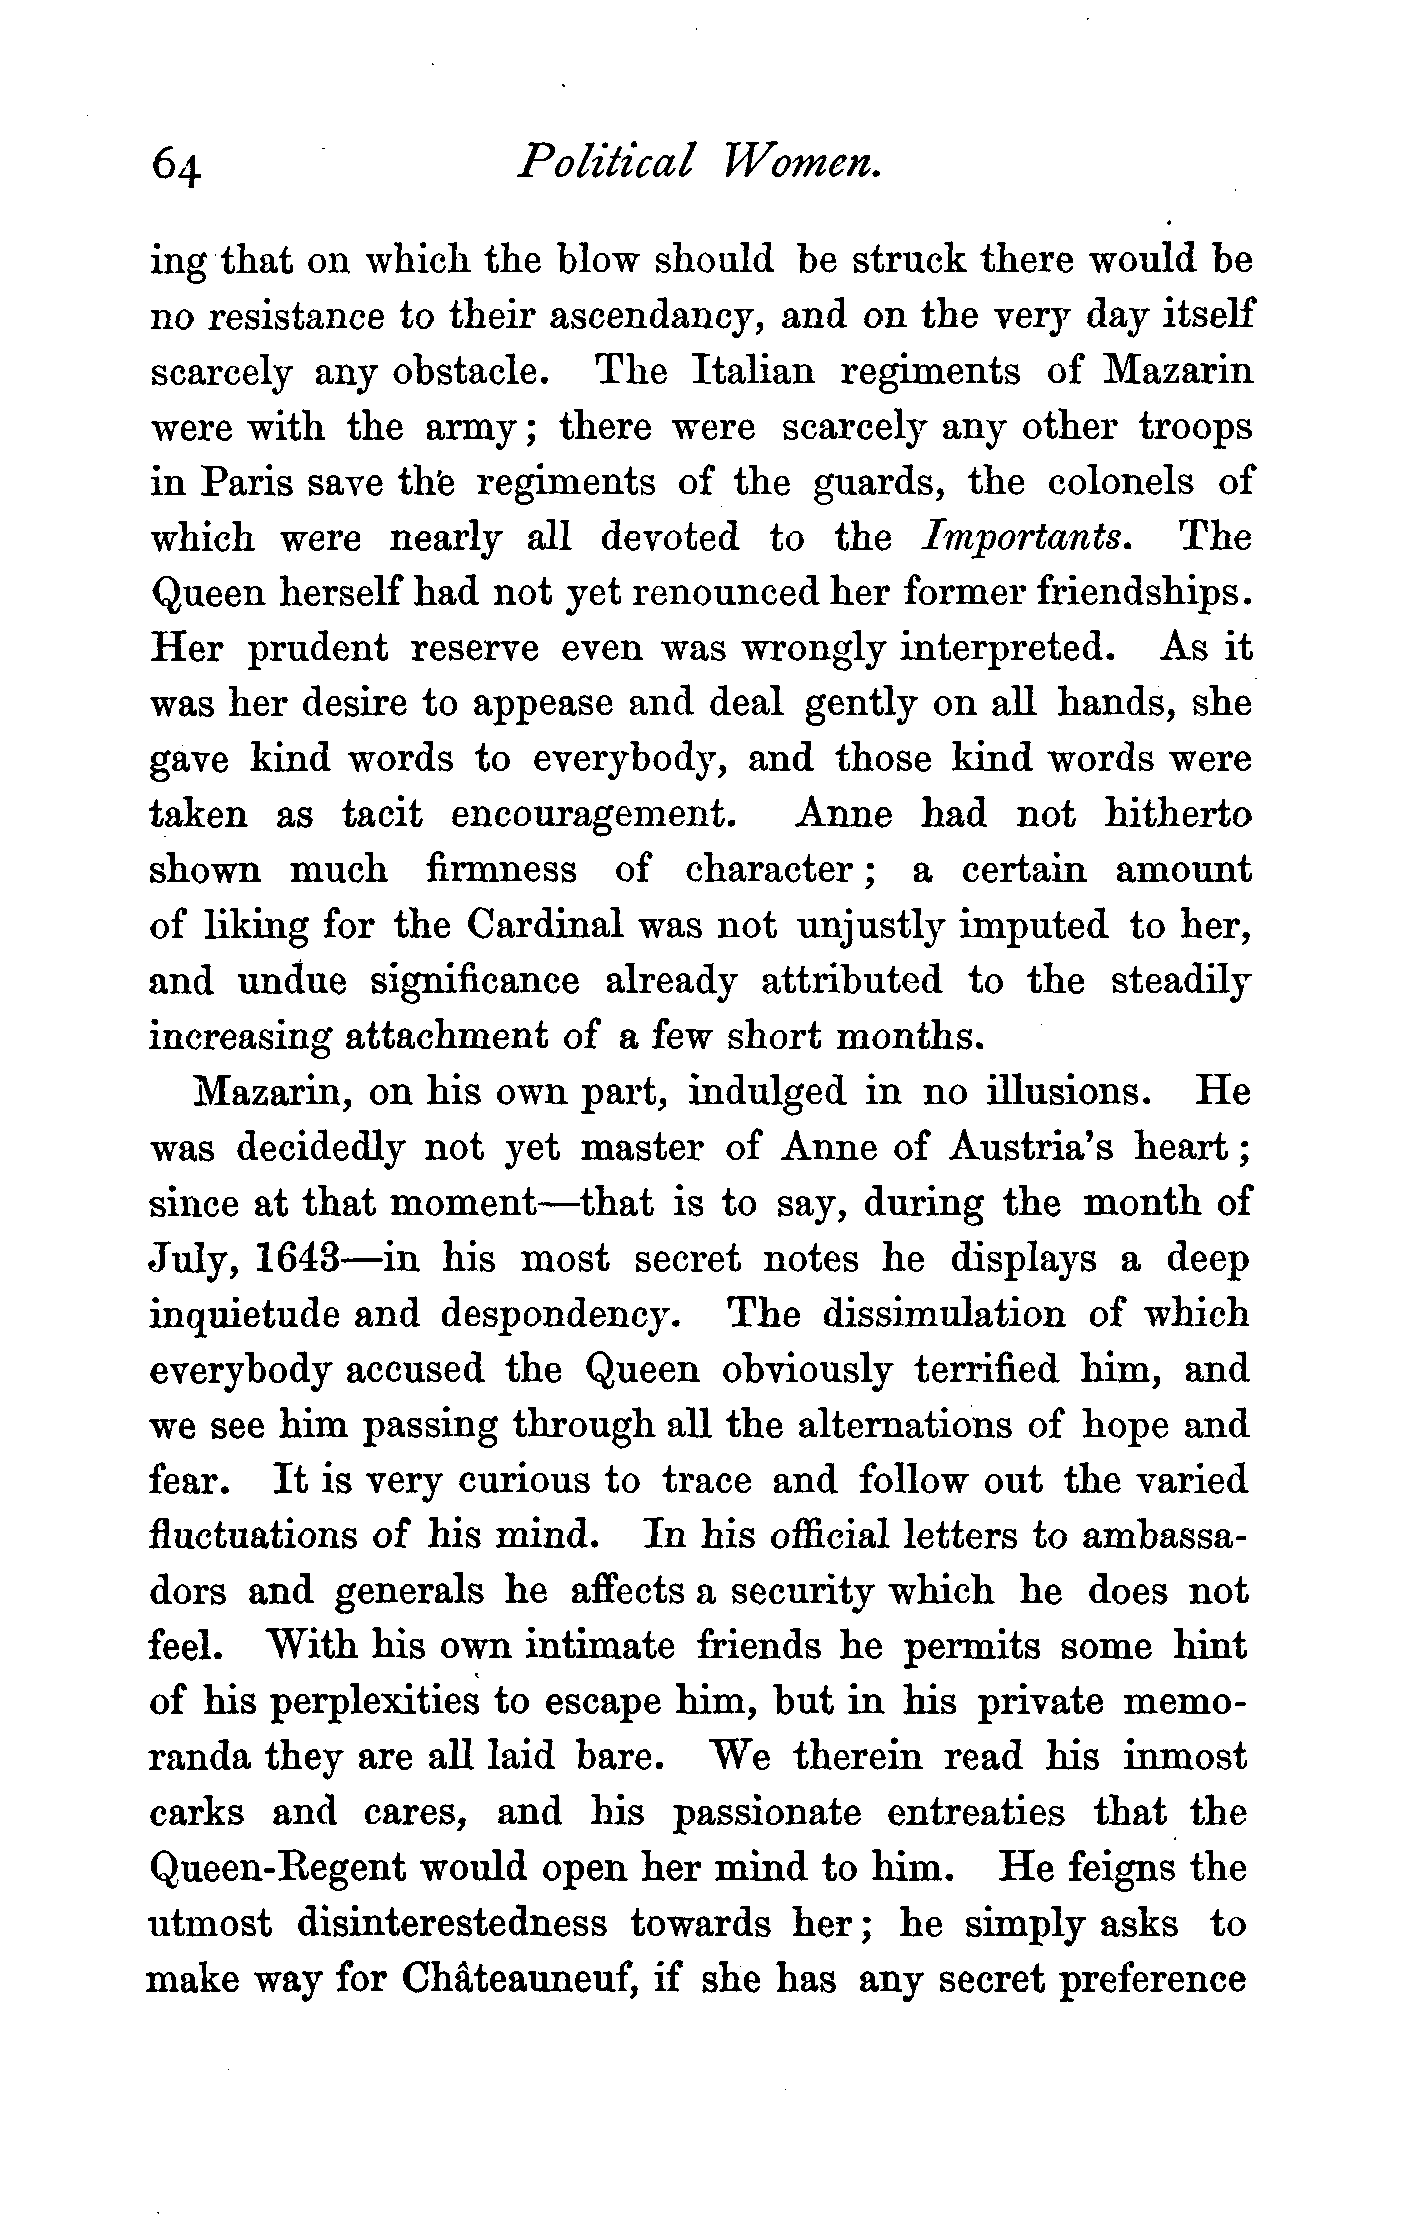 64 Political Women.
ing that on which the blow should be struck there would be
no resistance to their ascendancy, and on the very day itself
scarcely any obstacle. The Italian regiments of Mazarin
were with the army; there were scarcely any other troops
in Paris save the regiments of the guards, the colonels of
which were nearly all devoted to the Importants. The
Queen herself had not yet renounced her former friendships.
Her prudent reserve even was wrongly interpreted. As it
was her desire to appease and deal gently on all hands, she
gave kind words to everybody, and those kind words were
taken as tacit encouragement. Anne had not hitherto
shown much firmness of character; a certain amount
of liking for the Cardinal was not unjustly imputed to her,
and undue significance already attributed to the steadily
increasing attachment of a few short months.
Mazarin, on his own part, indulged in no illusions. He
was decidedly not yet master of Anne of Austria's heart;
since at that moment—that is to say, during the month of
July, 1643—in his most secret notes he displays a deep
inquietude and despondency. The dissimulation of which
everybody accused the Queen obviously terrified him, and
we see him passing through all the alternations of hope and
fear. It is very curious to trace and follow out the varied
fluctuations of his mind. In his official letters to ambassa-
dors and generals he affects a security which he does not
feel. With his own intimate friends he permits some hint
of his perplexities to escape him, but in his private memo-
randa they are all laid bare. We therein read his inmost
carks and cares, and his passionate entreaties that the
Queen-Regent would open her mind to him. He feigns the
utmost disinterestedness towards her; he simply asks to
make way for Châteauneuf, if she has any secret preference